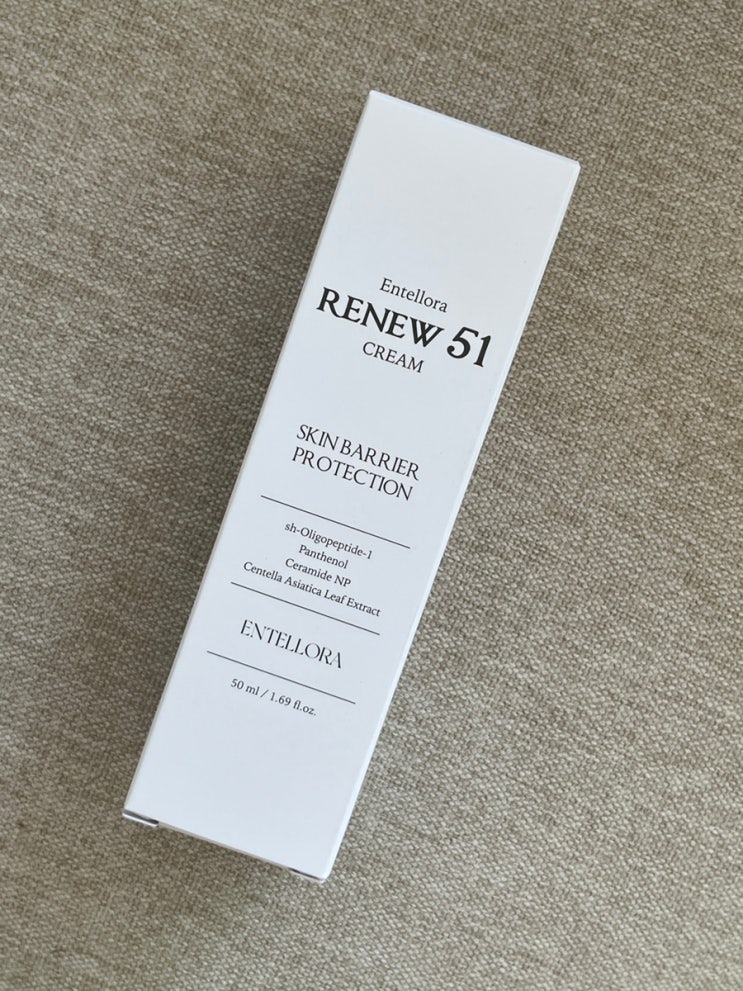 Entellora
RENEW 51
CREAM
SKIN BARRIER
PROTECTION
sh-Oligopeptide-1
Panthenol
Ceramide NP
Centella Asiatica Leaf Extract
ENTELLORA
50 ml / 1.69 fl.oz.